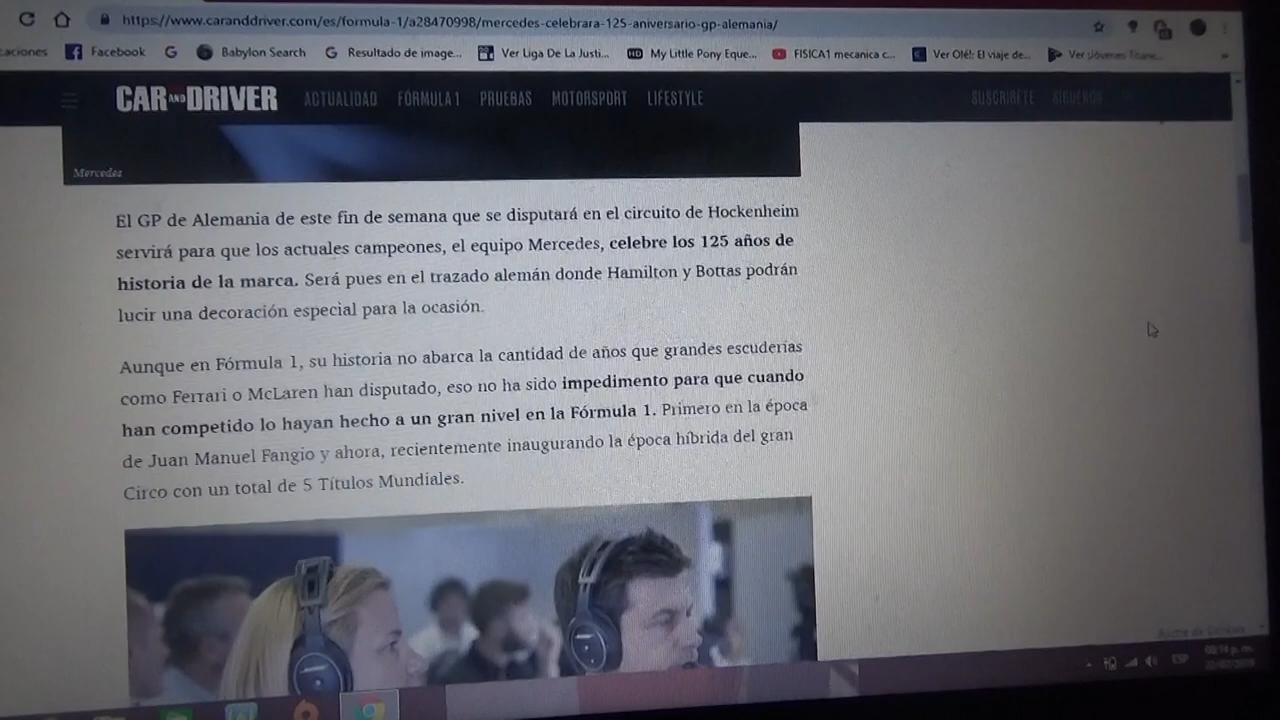 https://www.caranddriver.com/es/formula-1/a28470998/mercedes-celebrara-125-aniversario-gp-alemania/
caciones Facebook Babylon Search Resultado de image... Ver Liga De La Justi... HD My Little Pony Eque... FISICA1 mecanica c... Ver Olé!: El viaje de... Ver Jóvenes Titane... »
CAR AND DRIVER ACTUALIDAD FÓRMULA 1 PRUEBAS MOTORSPORT LIFESTYLE SUSCRÍBETE SÍGUENOS
Mercedes
El GP de Alemania de este fin de semana que se disputará en el circuito de Hockenheim
servirá para que los actuales campeones, el equipo Mercedes, celebre los 125 años de
historia de la marca. Será pues en el trazado alemán donde Hamilton y Bottas podrán
lucir una decoración especial para la ocasión.
Aunque en Fórmula 1, su historia no abarca la cantidad de años que grandes escuderías
como Ferrari o McLaren han disputado, eso no ha sido impedimento para que cuando
han competido lo hayan hecho a un gran nivel en la Fórmula 1. Primero en la época
de Juan Manuel Fangio y ahora, recientemente inaugurando la época híbrida del gran
Circo con un total de 5 Títulos Mundiales.
ESP